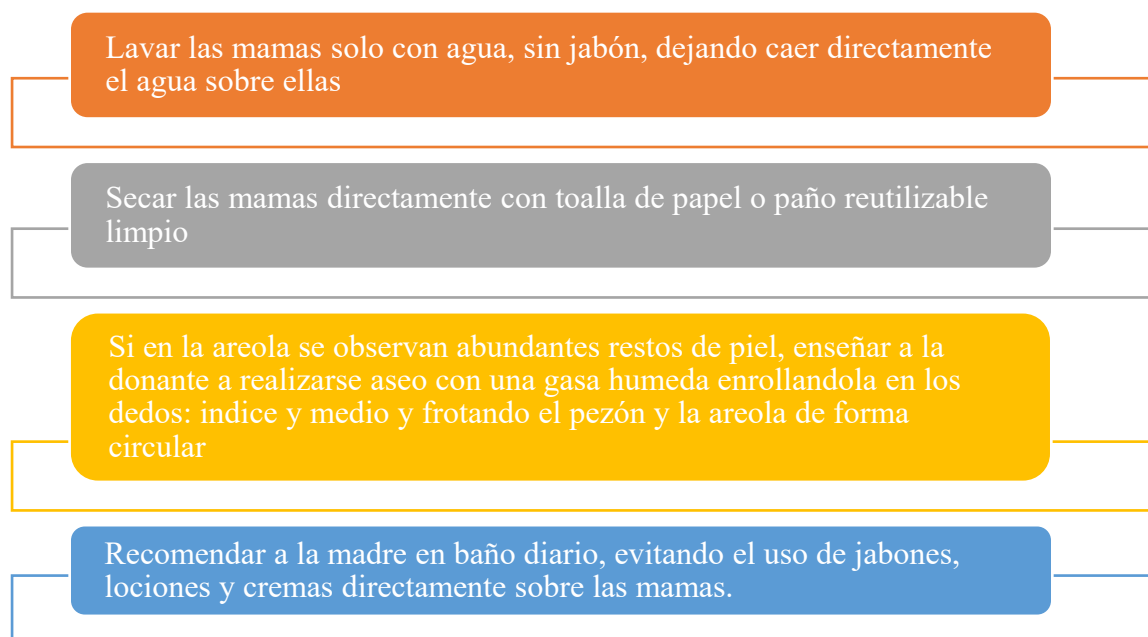 Lavar las mamas solo con agua, sin jabón, dejando caer directamente
el agua sobre ellas
Secar las mamas directamente con toalla de papel o paño reutilizable
limpio
Si en la areola se observan abundantes restos de piel, enseñar a la
donante a realizarse aseo con una gasa humeda enrollandola en los
dedos: indice y medio y frotando el pezón y la areola de forma
circular
Recomendar a la madre en baño diario, evitando el uso de jabones,
lociones y cremas directamente sobre las mamas.